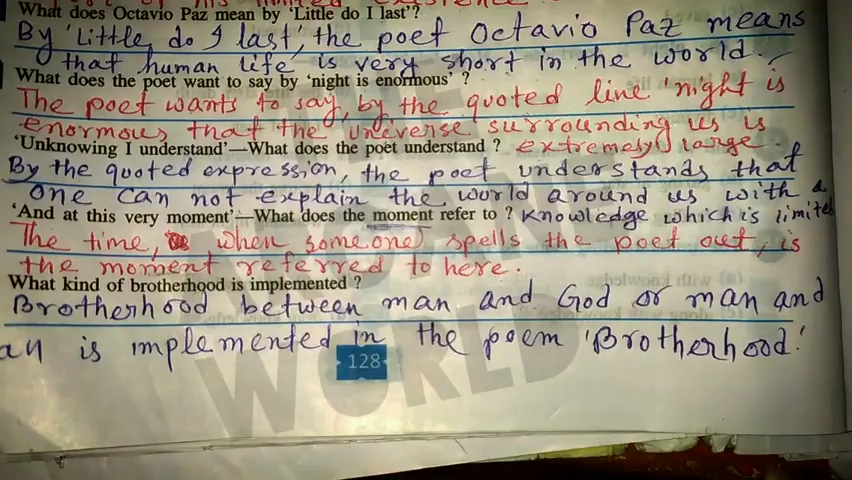 of his limited existence
What does Octavio Paz mean by 'Little do I last'?
By 'Little do I last', the poet Octavio Paz means
that human life is very short in the world.
What does the poet want to say by 'night is enormous' ?
The poet wants to say, by the quoted line 'night is
enormous that the universe surrounding us is
'Unknowing I understand'—What does the poet understand ? extremely large.
By the quoted expression, the poet understands that
one can not explain the world around us with a
'And at this very moment'—What does the moment refer to ? Knowledge which is limited
The time, when someone spells the poet out, is
the moment referred to here.
What kind of brotherhood is implemented ?
Brotherhood between man and God or man and
is implemented in the poem 'Brotherhood'
128
WORLD